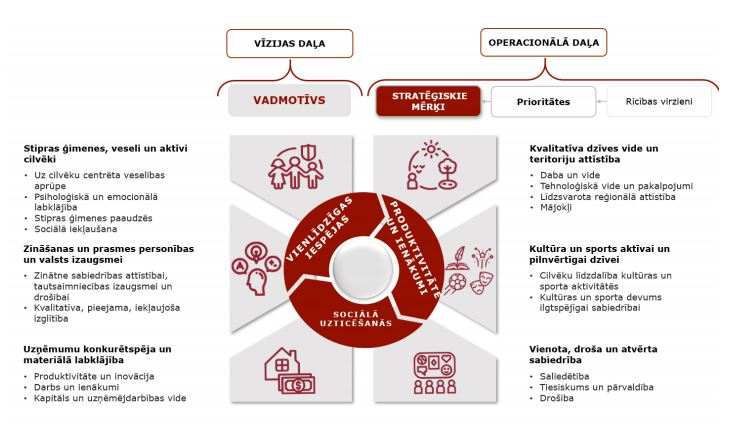 VĪZIJAS DAĻA
OPERACIONĀLĀ DAĻA
VADMOTĪVS
STRATĒĢISKIE
MĒRĶI
Prioritātes
Rīcības virzieni
Stipras ģimenes, veseli un aktīvi
cilvēki
• Uz cilvēku centrēta veselības
aprūpe
• Psiholoģiskā un emocionālā
labklājība
• Stipras ģimeņes paaudzēs
• Sociālā iekļaušana
Zināšanas un prasmes personības
un valsts izaugsmei
• Zinātne sabiedrības attīstībai,
tautsaimniecības izaugsmei un
drošībai
• Kvalitatīva, pieejama, iekļaujoša
izglītība
Uzņēmumu konkurētspēja un
materiālā labklājība
• Produktivitāte un inovācija
• Darbs un ienākumi
• Kapitāls un uzņēmējdarbības vide
VIENLĪDZĪGAS
IESPĒJAS
PRODUKTIVITĀTE
UN IENĀKUMI
SOCIĀLĀ
UZTICĒŠANĀS
Kvalitatīva dzīves vide un
teritoriju attīstība
• Daba un vide
• Tehnoloģiskā vide un pakalpojumi
• Līdzsvarota reģionālā attīstība
• Mājokļi
Kultūra un sports aktīvai un
pilnvērtīgai dzīvei
• Cilvēku līdzdalība kultūras un
sporta aktivitātēs
• Kultūras un sporta devums
ilgtspējīgai sabiedrībai
Vienota, droša un atvērta
sabiedrība
• Saliedētība
• Tiesiskums un pārvaldība
• Drošība